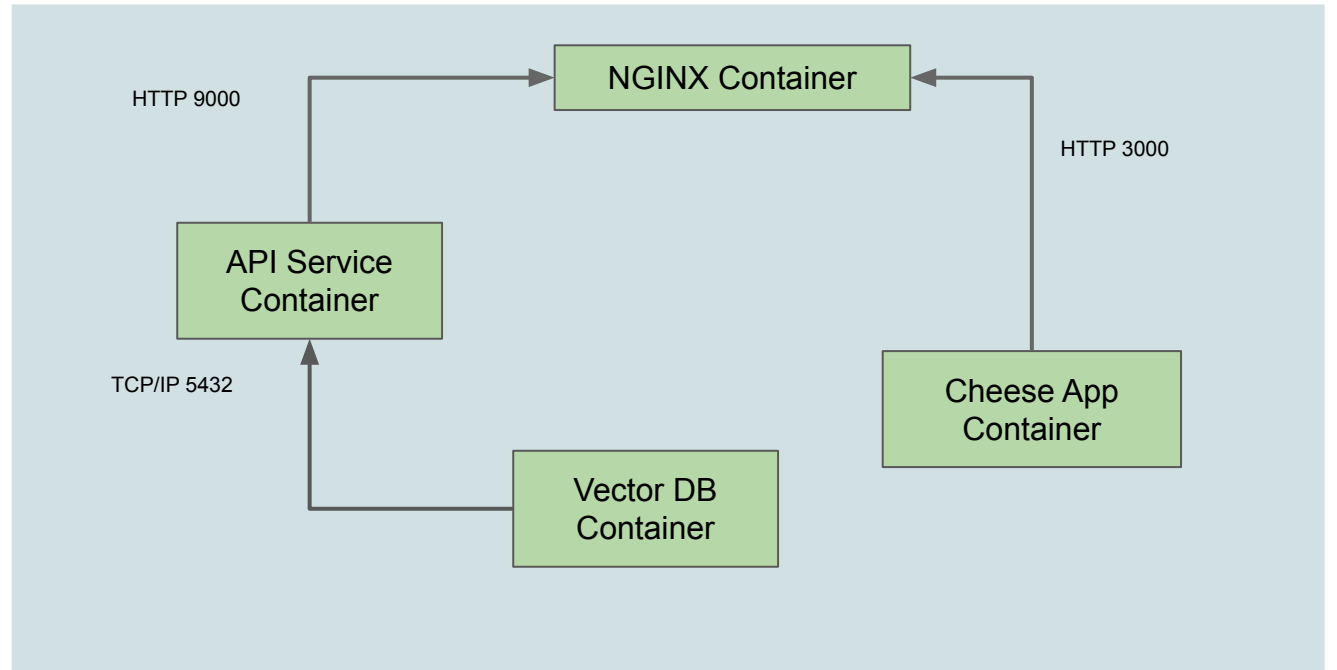 NGINX Container
HTTP 9000
HTTP 3000
API Service
Container
TCP/IP 5432
Cheese App
Container
Vector DB
Container